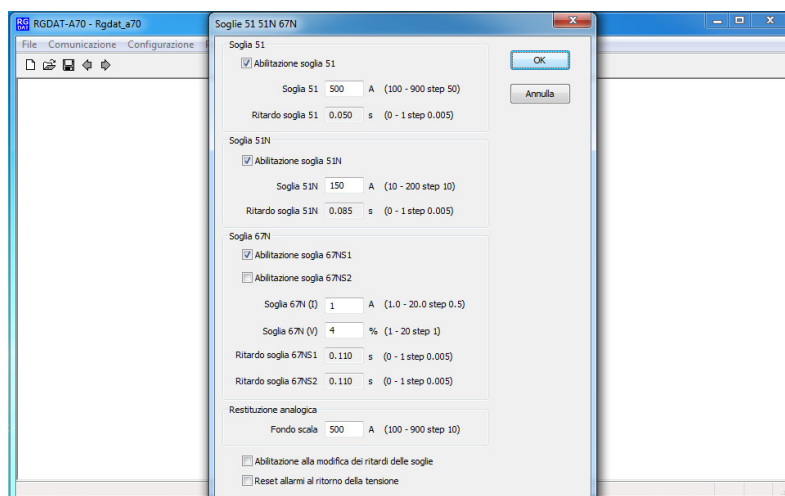 RG DAT RGDAT-A70 - Rgdat_a70
File Comunicazione Configurazione
Soglie 51 51N 67N
Soglia 51
Abilitazione soglia 51
Soglia 51 500 A (100 - 900 step 50)
Ritardo soglia 51 0.050 s (0 - 1 step 0.005)
OK
Annulla
Soglia 51N
Abilitazione soglia 51N
Soglia 51N 150 A (10 - 200 step 10)
Ritardo soglia 51N 0.085 s (0 - 1 step 0.005)
Soglia 67N
Abilitazione soglia 67NS1
Abilitazione soglia 67NS2
Soglia 67N (I) 1 A (1.0 - 20.0 step 0.5)
Soglia 67N (V) 4 % (1 - 20 step 1)
Ritardo soglia 67NS1 0.110 s (0 - 1 step 0.005)
Ritardo soglia 67NS2 0.110 s (0 - 1 step 0.005)
Restituzione analogica
Fondo scala 500 A (100 - 900 step 10)
Abilitazione alla modifica dei ritardi delle soglie
Reset allarmi al ritorno della tensione